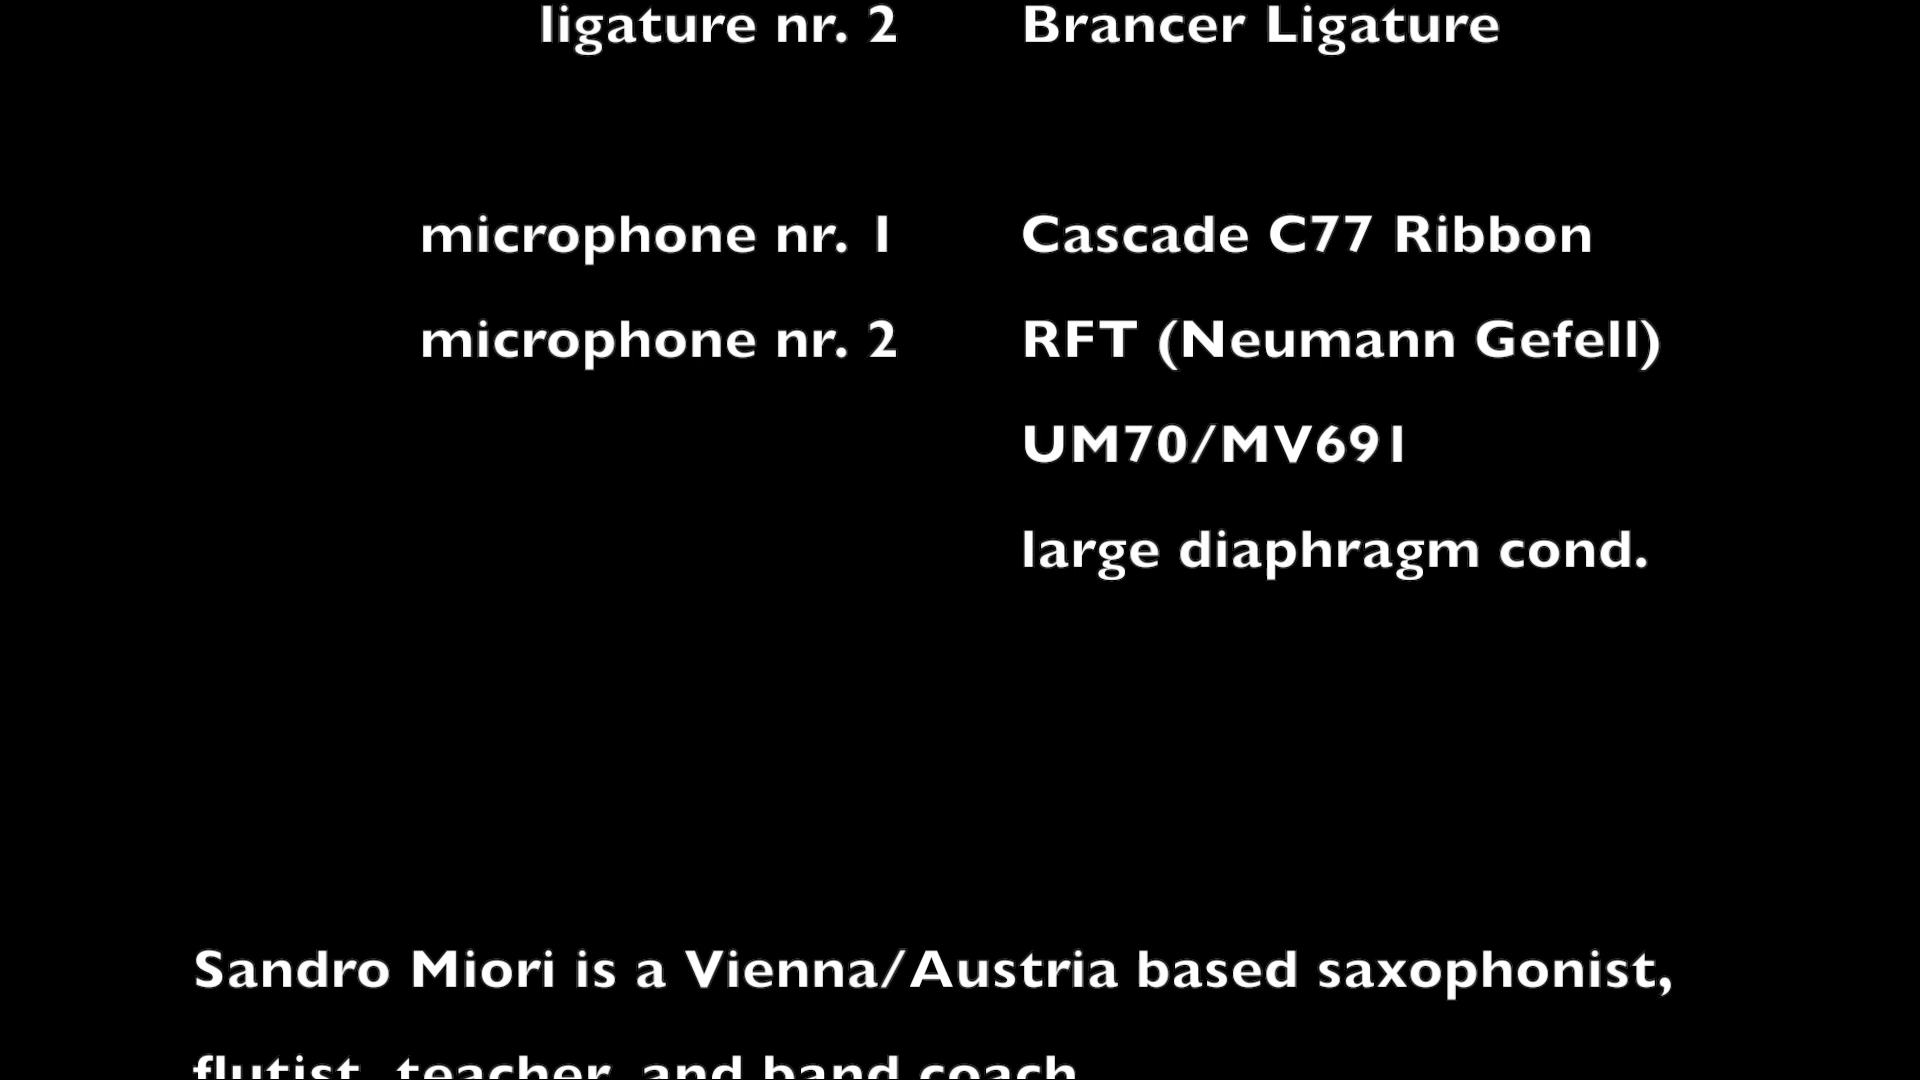 ligature nr. 2 Brancer Ligature
microphone nr. 1 Cascade C77 Ribbon
microphone nr. 2 RFT (Neumann Gefell)
UM70/MV691
large diaphragm cond.
Sandro Miori is a Vienna/Austria based saxophonist,
flutist, teacher, and band coach